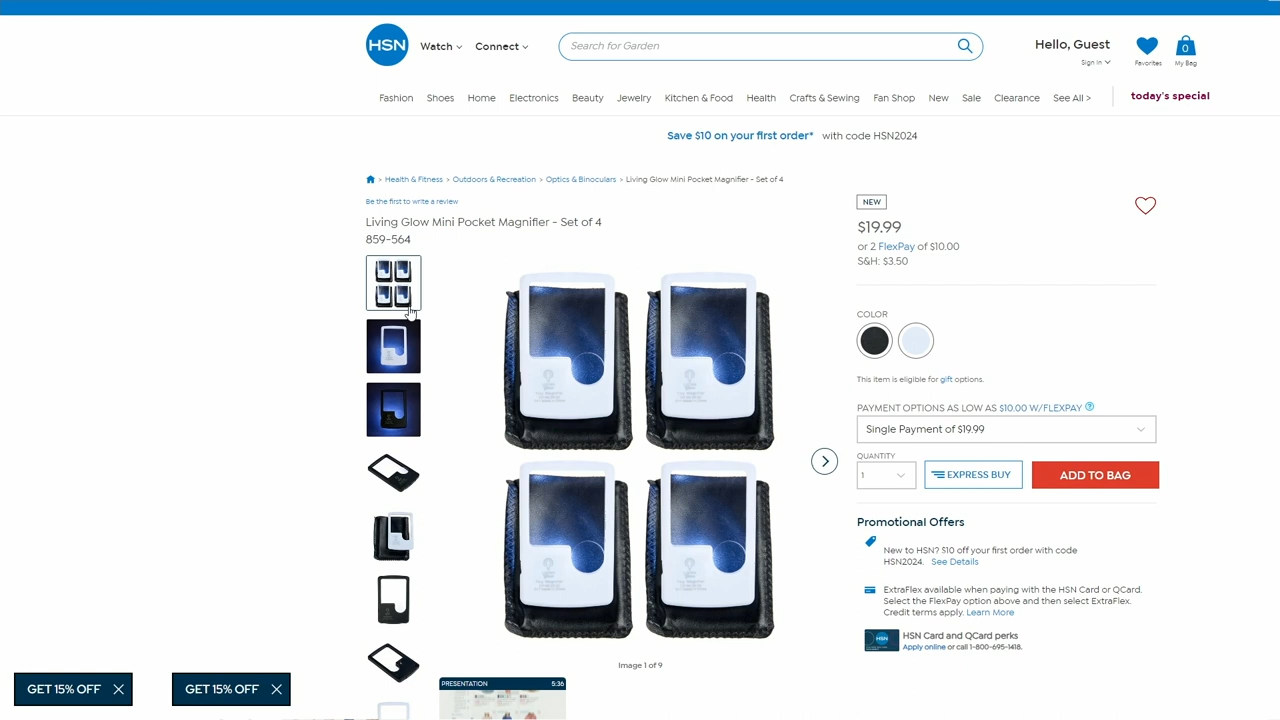 HSN
Watch
Connect
Search for Garden
Hello, Guest
Sign In
Favorites
0
My Bag
Fashion
Shoes
Home
Electronics
Beauty
Jewelry
Kitchen & Food
Health
Crafts & Sewing
Fan Shop
New
Sale
Clearance
See All >
today's special
Save $10 on your first order* with code HSN2024
> Health & Fitness > Outdoors & Recreation > Optics & Binoculars > Living Glow Mini Pocket Magnifier - Set of 4
Be the first to write a review
Living Glow Mini Pocket Magnifier - Set of 4
859-564
Image 1 of 9
NEW
$19.99
or 2 FlexPay of $10.00
S&H: $3.50
COLOR
This item is eligible for gift options.
PAYMENT OPTIONS AS LOW AS $10.00 W/FLEXPAY ?
Single Payment of $19.99
QUANTITY
1
EXPRESS BUY
ADD TO BAG
Promotional Offers
New to HSN? $10 off your first order with code
HSN2024. See Details
ExtraFlex available when paying with the HSN Card or QCard.
Select the FlexPay option above and then select ExtraFlex.
Credit terms apply. Learn More
HSN
HSN Card and QCard perks
Apply online or call 1-800-695-1418.
GET 15% OFF
GET 15% OFF
PRESENTATION 5:36